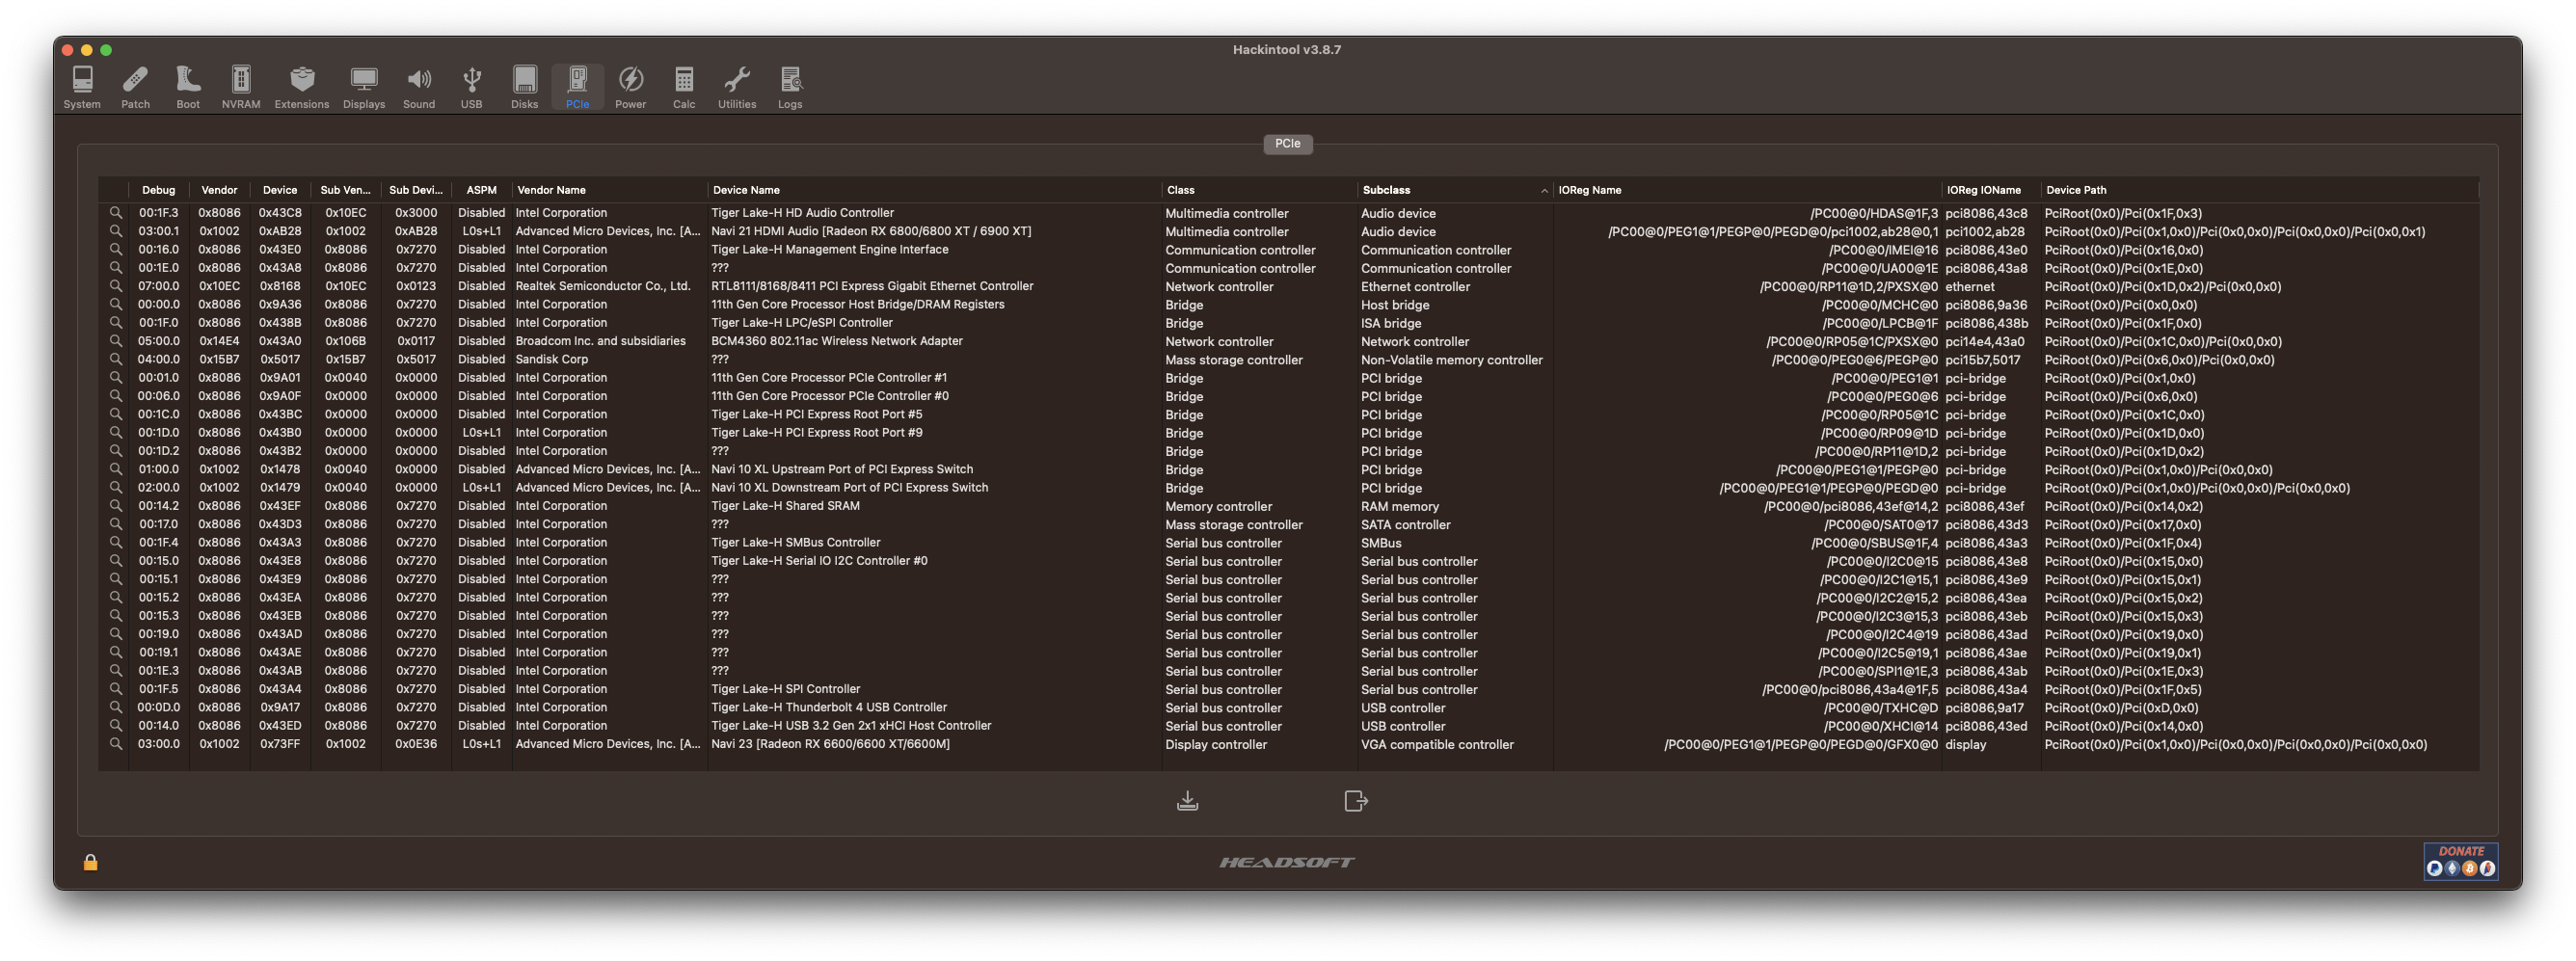 Hackintool v3.8.7
System Patch Boot NVRAM Extensions Displays Sound USB Disks PCIe Power Calc Utilities Logs
PCIe
Debug Vendor Device Sub Ven... Sub Devi... ASPM Vendor Name Device Name Class Subclass IOReg Name IOReg IOName Device Path
00:1F.3 0x8086 0x43C8 0x10EC 0x3000 Disabled Intel Corporation Tiger Lake-H HD Audio Controller Multimedia controller Audio device /PC00@0/HDAS@1F,3 pci8086,43c8 PciRoot(0x0)/Pci(0x1F,0x3)
03:00.1 0x1002 0xAB28 0x1002 0xAB28 L0s+L1 Advanced Micro Devices, Inc. [A... Navi 21 HDMI Audio [Radeon RX 6800/6800 XT / 6900 XT] Multimedia controller Audio device /PC00@0/PEG1@1/PEGP@0/PEGD@0/pci1002,ab28@0,1 pci1002,ab28 PciRoot(0x0)/Pci(0x1,0x0)/Pci(0x0,0x0)/Pci(0x0,0x0)/Pci(0x0,0x1)
00:16.0 0x8086 0x43E0 0x8086 0x7270 Disabled Intel Corporation Tiger Lake-H Management Engine Interface Communication controller Communication controller /PC00@0/IMEI@16 pci8086,43e0 PciRoot(0x0)/Pci(0x16,0x0)
00:1E.0 0x8086 0x43A8 0x8086 0x7270 Disabled Intel Corporation ??? Communication controller Communication controller /PC00@0/UA00@1E pci8086,43a8 PciRoot(0x0)/Pci(0x1E,0x0)
07:00.0 0x10EC 0x8168 0x10EC 0x0123 Disabled Realtek Semiconductor Co., Ltd. RTL8111/8168/8411 PCI Express Gigabit Ethernet Controller Network controller Ethernet controller /PC00@0/RP11@1D,2/PXSX@0 ethernet PciRoot(0x0)/Pci(0x1D,0x2)/Pci(0x0,0x0)
00:00.0 0x8086 0x9A36 0x8086 0x7270 Disabled Intel Corporation 11th Gen Core Processor Host Bridge/DRAM Registers Bridge Host bridge /PC00@0/MCHC@0 pci8086,9a36 PciRoot(0x0)/Pci(0x0,0x0)
00:1F.0 0x8086 0x438B 0x8086 0x7270 Disabled Intel Corporation Tiger Lake-H LPC/eSPI Controller Bridge ISA bridge /PC00@0/LPCB@1F pci8086,438b PciRoot(0x0)/Pci(0x1F,0x0)
05:00.0 0x14E4 0x43A0 0x106B 0x0117 Disabled Broadcom Inc. and subsidiaries BCM4360 802.11ac Wireless Network Adapter Network controller Network controller /PC00@0/RP05@1C/PXSX@0 pci14e4,43a0 PciRoot(0x0)/Pci(0x1C,0x0)/Pci(0x0,0x0)
04:00.0 0x15B7 0x5017 0x15B7 0x5017 Disabled Sandisk Corp ??? Mass storage controller Non-Volatile memory controller /PC00@0/PEG0@6/PEGP@0 pci15b7,5017 PciRoot(0x0)/Pci(0x6,0x0)/Pci(0x0,0x0)
00:01.0 0x8086 0x9A01 0x0040 0x0000 Disabled Intel Corporation 11th Gen Core Processor PCIe Controller #1 Bridge PCI bridge /PC00@0/PEG1@1 pci-bridge PciRoot(0x0)/Pci(0x1,0x0)
00:06.0 0x8086 0x9A0F 0x0000 0x0000 Disabled Intel Corporation 11th Gen Core Processor PCIe Controller #0 Bridge PCI bridge /PC00@0/PEG0@6 pci-bridge PciRoot(0x0)/Pci(0x6,0x0)
00:1C.0 0x8086 0x43BC 0x0000 0x0000 Disabled Intel Corporation Tiger Lake-H PCI Express Root Port #5 Bridge PCI bridge /PC00@0/RP05@1C pci-bridge PciRoot(0x0)/Pci(0x1C,0x0)
00:1D.0 0x8086 0x43B0 0x0000 0x0000 L0s+L1 Intel Corporation Tiger Lake-H PCI Express Root Port #9 Bridge PCI bridge /PC00@0/RP09@1D pci-bridge PciRoot(0x0)/Pci(0x1D,0x0)
00:1D.2 0x8086 0x43B2 0x0000 0x0000 Disabled Intel Corporation ??? Bridge PCI bridge /PC00@0/RP11@1D,2 pci-bridge PciRoot(0x0)/Pci(0x1D,0x2)
01:00.0 0x1002 0x1478 0x0040 0x0000 Disabled Advanced Micro Devices, Inc. [A... Navi 10 XL Upstream Port of PCI Express Switch Bridge PCI bridge /PC00@0/PEG1@1/PEGP@0 pci-bridge PciRoot(0x0)/Pci(0x1,0x0)/Pci(0x0,0x0)
02:00.0 0x1002 0x1479 0x0040 0x0000 L0s+L1 Advanced Micro Devices, Inc. [A... Navi 10 XL Downstream Port of PCI Express Switch Bridge PCI bridge /PC00@0/PEG1@1/PEGP@0/PEGD@0 pci-bridge PciRoot(0x0)/Pci(0x1,0x0)/Pci(0x0,0x0)/Pci(0x0,0x0)
00:14.2 0x8086 0x43EF 0x8086 0x7270 Disabled Intel Corporation Tiger Lake-H Shared SRAM Memory controller RAM memory /PC00@0/pci8086,43ef@14,2 pci8086,43ef PciRoot(0x0)/Pci(0x14,0x2)
00:17.0 0x8086 0x43D3 0x8086 0x7270 Disabled Intel Corporation ??? Mass storage controller SATA controller /PC00@0/SAT0@17 pci8086,43d3 PciRoot(0x0)/Pci(0x17,0x0)
00:1F.4 0x8086 0x43A3 0x8086 0x7270 Disabled Intel Corporation Tiger Lake-H SMBus Controller Serial bus controller SMBus /PC00@0/SBUS@1F,4 pci8086,43a3 PciRoot(0x0)/Pci(0x1F,0x4)
00:15.0 0x8086 0x43E8 0x8086 0x7270 Disabled Intel Corporation Tiger Lake-H Serial IO I2C Controller #0 Serial bus controller Serial bus controller /PC00@0/I2C0@15 pci8086,43e8 PciRoot(0x0)/Pci(0x15,0x0)
00:15.1 0x8086 0x43E9 0x8086 0x7270 Disabled Intel Corporation ??? Serial bus controller Serial bus controller /PC00@0/I2C1@15,1 pci8086,43e9 PciRoot(0x0)/Pci(0x15,0x1)
00:15.2 0x8086 0x43EA 0x8086 0x7270 Disabled Intel Corporation ??? Serial bus controller Serial bus controller /PC00@0/I2C2@15,2 pci8086,43ea PciRoot(0x0)/Pci(0x15,0x2)
00:15.3 0x8086 0x43EB 0x8086 0x7270 Disabled Intel Corporation ??? Serial bus controller Serial bus controller /PC00@0/I2C3@15,3 pci8086,43eb PciRoot(0x0)/Pci(0x15,0x3)
00:19.0 0x8086 0x43AD 0x8086 0x7270 Disabled Intel Corporation ??? Serial bus controller Serial bus controller /PC00@0/I2C4@19 pci8086,43ad PciRoot(0x0)/Pci(0x19,0x0)
00:19.1 0x8086 0x43AE 0x8086 0x7270 Disabled Intel Corporation ??? Serial bus controller Serial bus controller /PC00@0/I2C5@19,1 pci8086,43ae PciRoot(0x0)/Pci(0x19,0x1)
00:1E.3 0x8086 0x43AB 0x8086 0x7270 Disabled Intel Corporation ??? Serial bus controller Serial bus controller /PC00@0/SPI1@1E,3 pci8086,43ab PciRoot(0x0)/Pci(0x1E,0x3)
00:1F.5 0x8086 0x43A4 0x8086 0x7270 Disabled Intel Corporation Tiger Lake-H SPI Controller Serial bus controller Serial bus controller /PC00@0/pci8086,43a4@1F,5 pci8086,43a4 PciRoot(0x0)/Pci(0x1F,0x5)
00:0D.0 0x8086 0x9A17 0x8086 0x7270 Disabled Intel Corporation Tiger Lake-H Thunderbolt 4 USB Controller Serial bus controller USB controller /PC00@0/TXHC@D pci8086,9a17 PciRoot(0x0)/Pci(0xD,0x0)
00:14.0 0x8086 0x43ED 0x8086 0x7270 Disabled Intel Corporation Tiger Lake-H USB 3.2 Gen 2x1 xHCI Host Controller Serial bus controller USB controller /PC00@0/XHCI@14 pci8086,43ed PciRoot(0x0)/Pci(0x14,0x0)
03:00.0 0x1002 0x73FF 0x1002 0x0E36 L0s+L1 Advanced Micro Devices, Inc. [A... Navi 23 [Radeon RX 6600/6600 XT/6600M] Display controller VGA compatible controller /PC00@0/PEG1@1/PEGP@0/PEGD@0/GFX0@0 display PciRoot(0x0)/Pci(0x1,0x0)/Pci(0x0,0x0)/Pci(0x0,0x0)/Pci(0x0,0x0)
HEADSOFT
DONATE